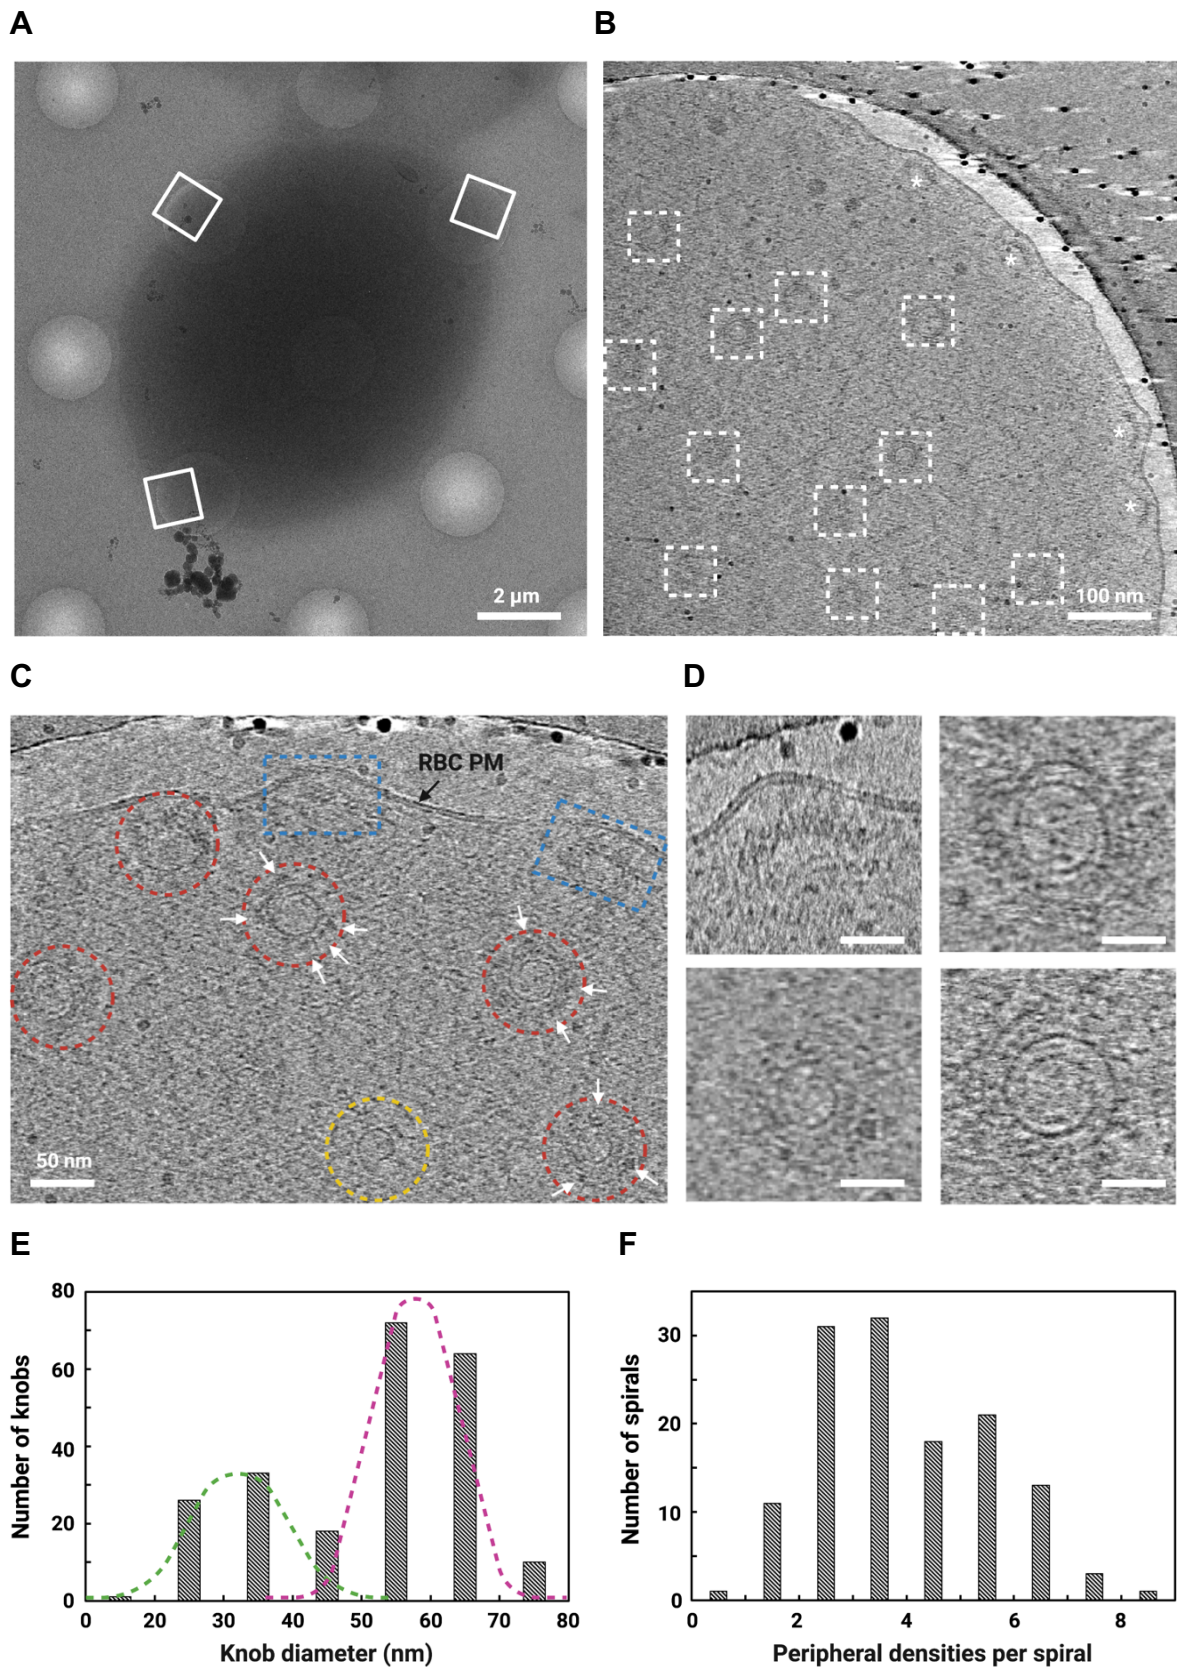 A
B
2 µm
*
*
*
*
100 nm
C
D
RBC PM
50 nm
E
F
80
60
40
20
0
Number of knobs
0 20 30 40 50 60 70 80
Knob diameter (nm)
30
20
10
0
Number of spirals
0 2 4 6 8
Peripheral densities per spiral